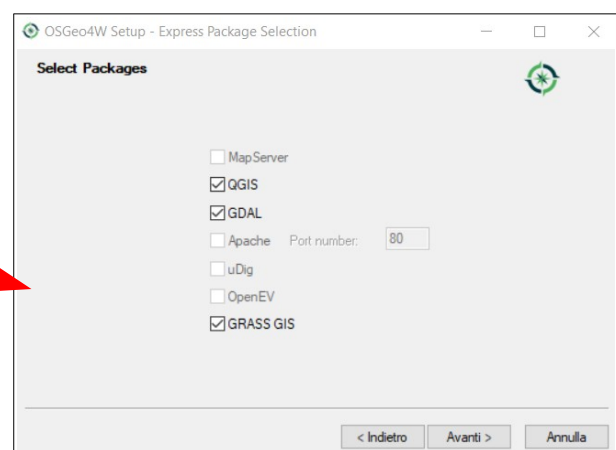 OSGeo4W Setup - Express Package Selection
Select Packages
MapServer
QGIS
GDAL
Apache Port number: 80
uDig
OpenEV
GRASS GIS
< Indietro Avanti > Annulla